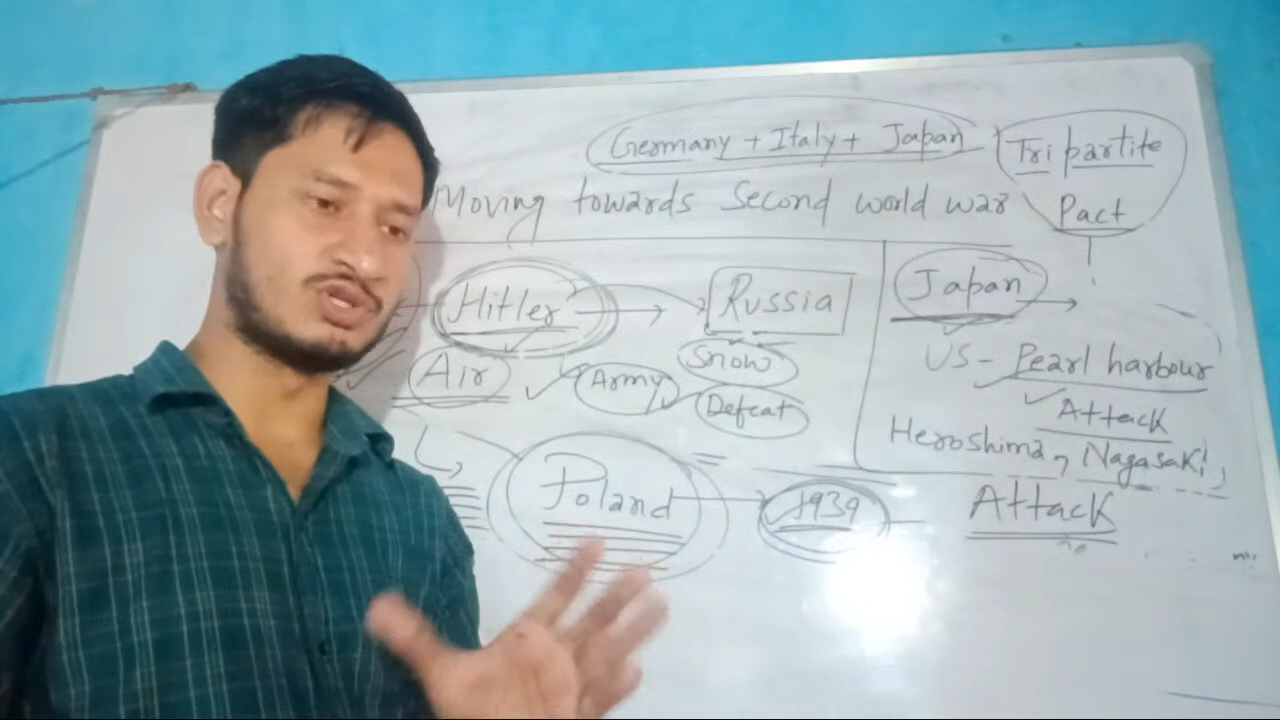 Germany + Italy + Japan Tripartite
Pact
Moving towards Second world war
Hitler Russia
Snow
Air Army Defeat
Poland 1939 Attack
Japan
US - Pearl harbour
Attack
Heroshima, Nagasaki